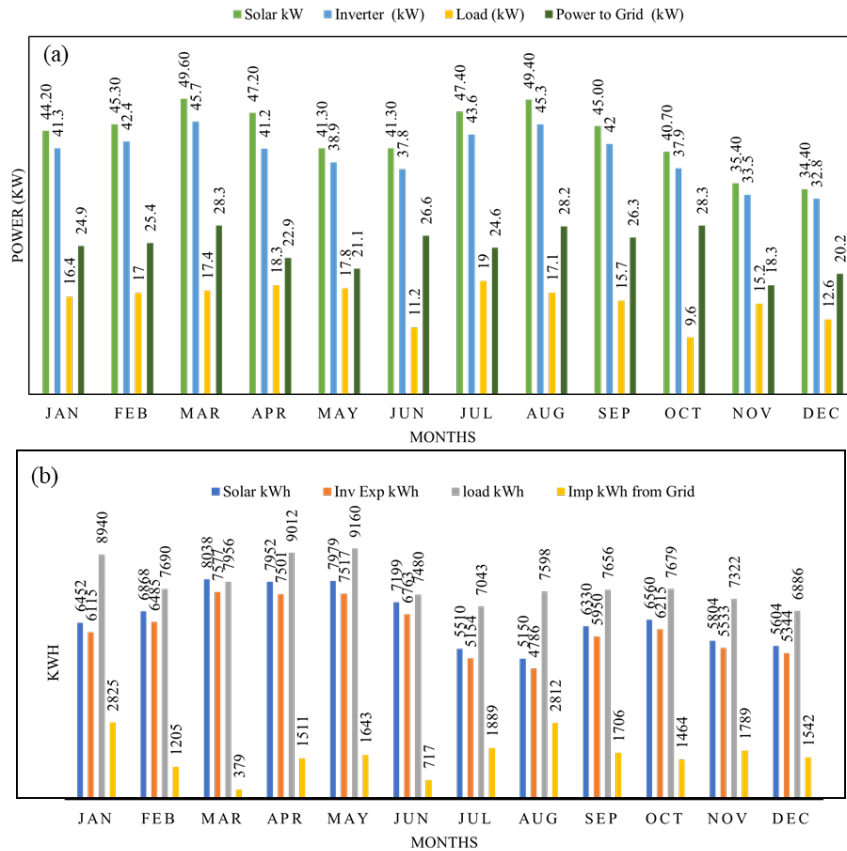 Solar kW Inverter (kW) Load (kW) Power to Grid (kW)
(a)
POWER (KW)
44.20 41.3 16.4 24.9
45.30 42.4 17 25.4
49.60 45.7 17.4 28.3
47.20 41.2 18.3 22.9
41.30 38.9 17.8 21.1
41.30 37.8 11.2 26.6
47.40 43.6 19 24.6
49.40 45.3 17.1 28.2
45.00 42 15.7 26.3
40.70 37.9 9.6 28.3
35.40 33.5 15.2 18.3
34.40 32.8 12.6 20.2
JAN FEB MAR APR MAY JUN JUL AUG SEP OCT NOV DEC
MONTHS
(b)
Solar kWh Inv Exp kWh load kWh Imp kWh from Grid
KWH
6452 6115 8940 2825
6868 6485 7690 1205
8038 7577 7956 379
7952 7501 9012 1511
7979 7517 9160 1643
7199 6763 7480 717
5510 5154 7043 1889
5150 4786 7598 2812
6330 5950 7656 1706
6560 6215 7679 1464
5804 5533 7322 1789
5604 5344 6886 1542
JAN FEB MAR APR MAY JUN JUL AUG SEP OCT NOV DEC
MONTHS